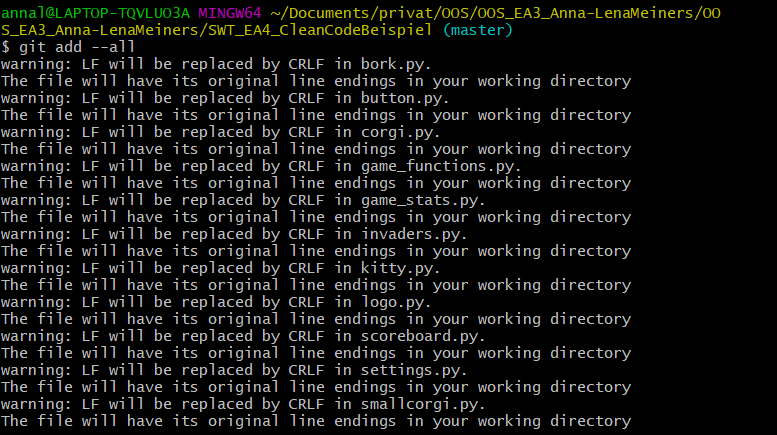 annal@LAPTOP-TQVLUO3A MINGW64 ~/Documents/privat/OOS/OOS_EA3_Anna-LenaMeiners/OO
S_EA3_Anna-LenaMeiners/SWT_EA4_CleanCodeBeispiel (master)
$ git add --all
warning: LF will be replaced by CRLF in bork.py.
The file will have its original line endings in your working directory
warning: LF will be replaced by CRLF in button.py.
The file will have its original line endings in your working directory
warning: LF will be replaced by CRLF in corgi.py.
The file will have its original line endings in your working directory
warning: LF will be replaced by CRLF in game_functions.py.
The file will have its original line endings in your working directory
warning: LF will be replaced by CRLF in game_stats.py.
The file will have its original line endings in your working directory
warning: LF will be replaced by CRLF in invaders.py.
The file will have its original line endings in your working directory
warning: LF will be replaced by CRLF in kitty.py.
The file will have its original line endings in your working directory
warning: LF will be replaced by CRLF in logo.py.
The file will have its original line endings in your working directory
warning: LF will be replaced by CRLF in scoreboard.py.
The file will have its original line endings in your working directory
warning: LF will be replaced by CRLF in settings.py.
The file will have its original line endings in your working directory
warning: LF will be replaced by CRLF in smallcorgi.py.
The file will have its original line endings in your working directory